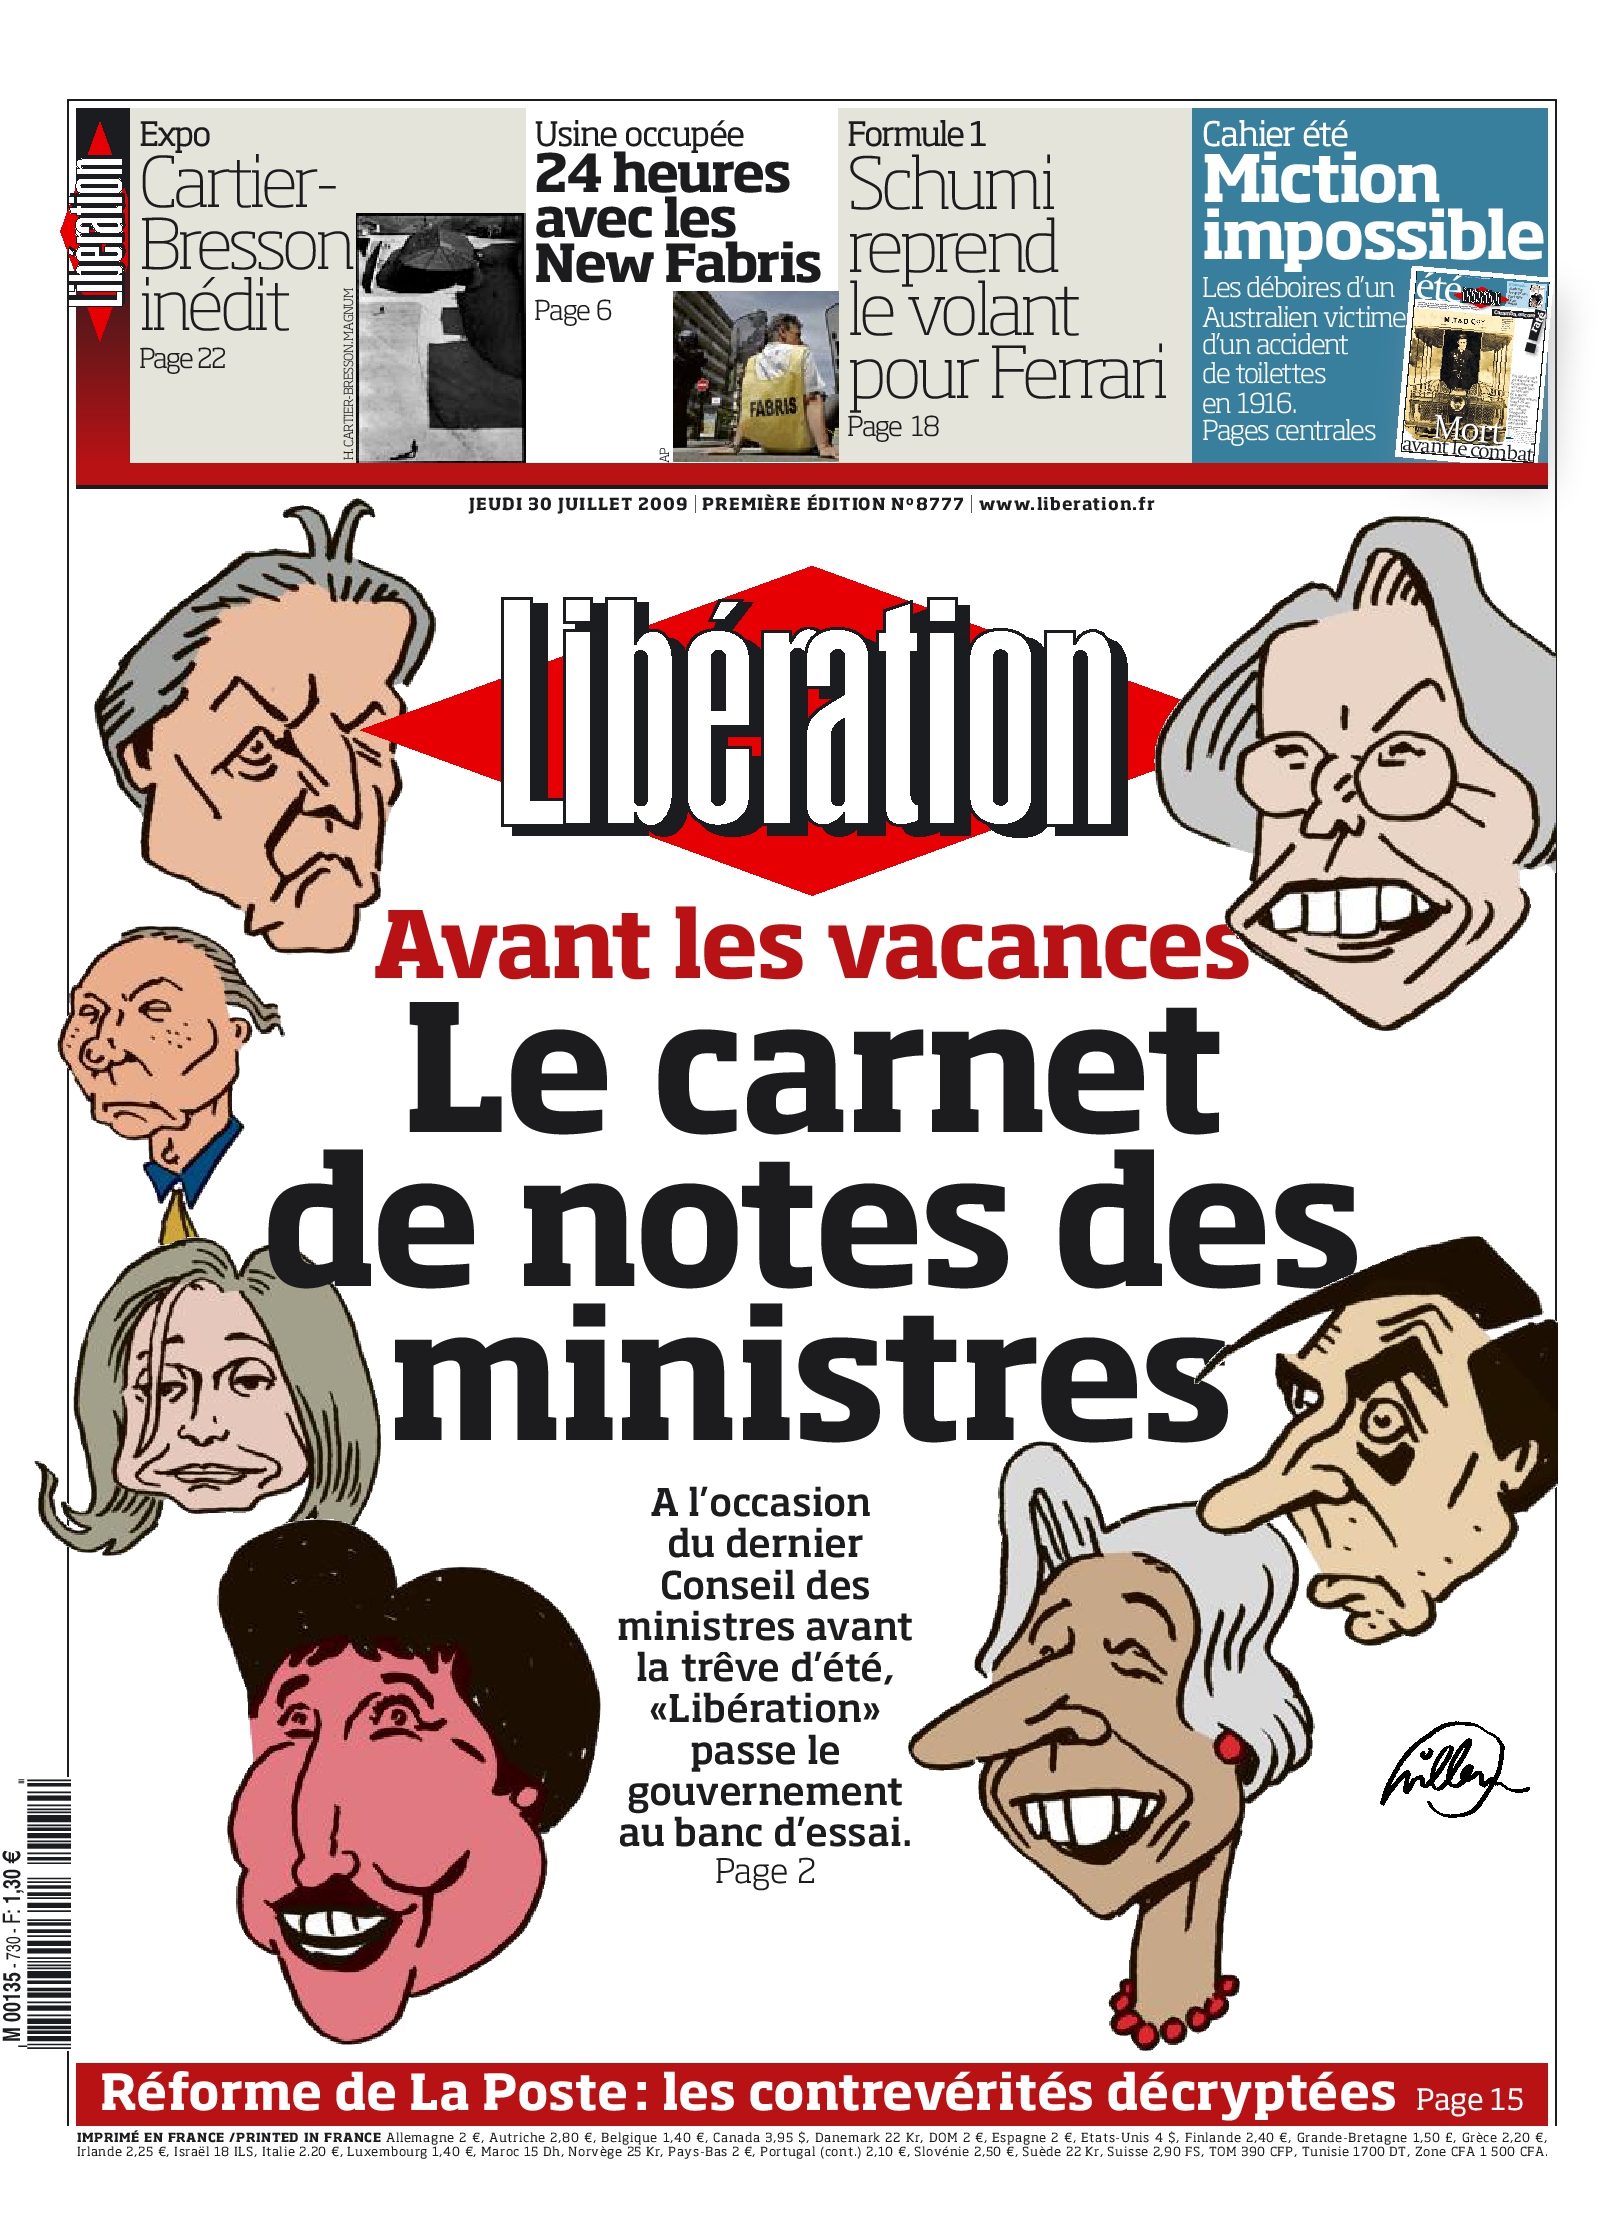 Libération
Expo
Cartier-
Bresson
inédit
Page 22
H.CARTIER-BRESSON.MAGNUM
Usine occupée
24 heures
avec les
New Fabris
Page 6
FABRIS
AP
Formule 1
Schumi
reprend
le volant
pour Ferrari
Page 18
Cahier été
Miction
impossible
Les déboires d’un
Australien victime
d’un accident
de toilettes
en 1916.
Pages centrales
été
Mort
avant le combat
JEUDI 30 JUILLET 2009 | PREMIÈRE ÉDITION Nº8777 | www.liberation.fr
Libération
Avant les vacances
Le carnet
de notes des
ministres
A l’occasion
du dernier
Conseil des
ministres avant
la trêve d’été,
«Libération»
passe le
gouvernement
au banc d’essai.
Page 2
Willem
M 00135 - 730 - F: 1,30 €
Réforme de La Poste : les contrevérités décryptées Page 15
IMPRIMÉ EN FRANCE / PRINTED IN FRANCE Allemagne 2 €, Autriche 2,80 €, Belgique 1,40 €, Canada 3,95 $, Danemark 22 Kr, DOM 2 €, Espagne 2 €, Etats-Unis 4 $, Finlande 2,40 €, Grande-Bretagne 1,50 £, Grèce 2,20 €,
Irlande 2,25 €, Israël 18 ILS, Italie 2.20 €, Luxembourg 1,40 €, Maroc 15 Dh, Norvège 25 Kr, Pays-Bas 2 €, Portugal (cont.) 2,10 €, Slovénie 2,50 €, Suède 22 Kr, Suisse 2,90 FS, TOM 390 CFP, Tunisie 1700 DT, Zone CFA 1 500 CFA.